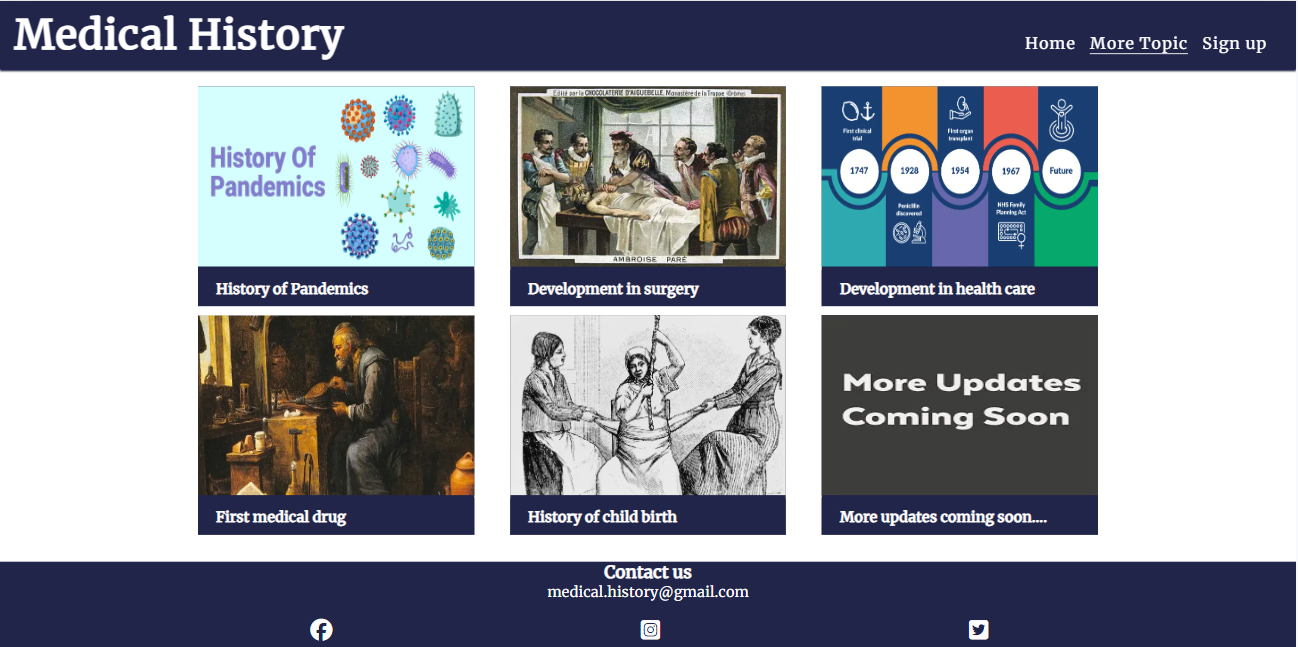 Medical History
Home More Topic Sign up
History Of
Pandemics
Edité par la CHOCOLATERIE D'AIGUEBELLE, Monastère de la Trappe (Drôme)
AMBROISE PARÉ
First clinical
trial
First organ
transplant
1747
1928
1954
1967
Future
Penicillin
discovered
NHS Family
Planning Act
History of Pandemics
Development in surgery
Development in health care
More Updates
Coming Soon
First medical drug
History of child birth
More updates coming soon....
Contact us
medical.history@gmail.com